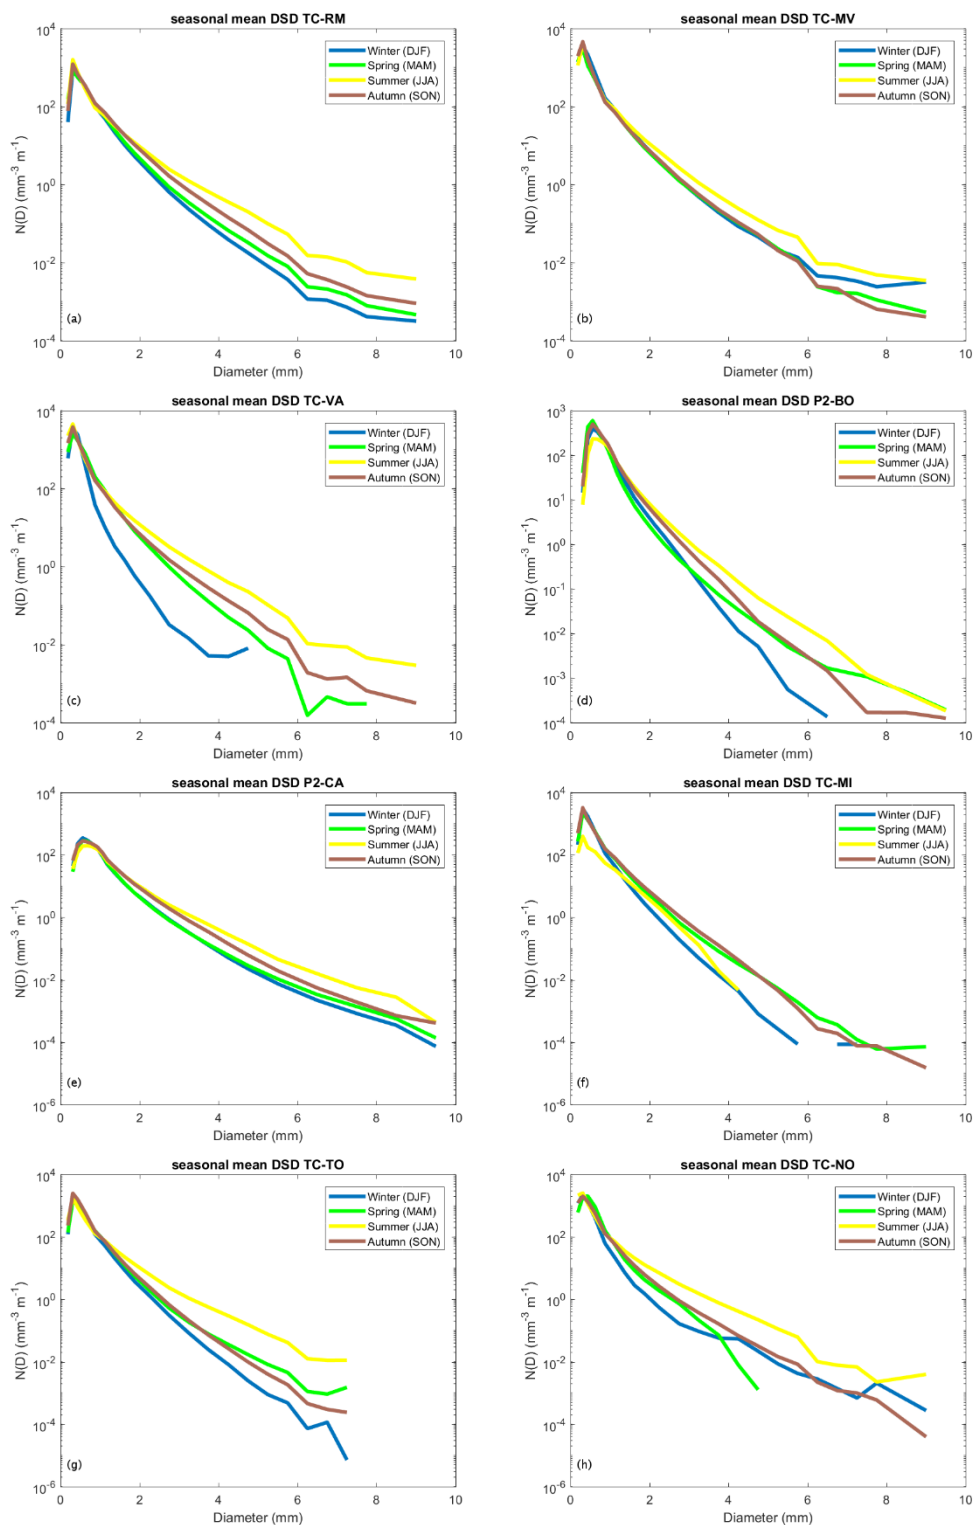 seasonal mean DSD TC-RM
10^4
10^2
10^0
10^-2
10^-4
N(D) (mm^-3 m^-1)
Winter (DJF)
Spring (MAM)
Summer (JJA)
Autumn (SON)
(a)
0 2 4 6 8 10
Diameter (mm)
seasonal mean DSD TC-MV
10^4
10^2
10^0
10^-2
10^-4
N(D) (mm^-3 m^-1)
Winter (DJF)
Spring (MAM)
Summer (JJA)
Autumn (SON)
(b)
0 2 4 6 8 10
Diameter (mm)
seasonal mean DSD TC-VA
10^4
10^2
10^0
10^-2
10^-4
N(D) (mm^-3 m^-1)
Winter (DJF)
Spring (MAM)
Summer (JJA)
Autumn (SON)
(c)
0 2 4 6 8 10
Diameter (mm)
seasonal mean DSD P2-BO
10^3
10^2
10^1
10^0
10^-1
10^-2
10^-3
10^-4
N(D) (mm^-3 m^-1)
Winter (DJF)
Spring (MAM)
Summer (JJA)
Autumn (SON)
(d)
0 2 4 6 8 10
Diameter (mm)
seasonal mean DSD P2-CA
10^4
10^2
10^0
10^-2
10^-4
10^-6
N(D) (mm^-3 m^-1)
Winter (DJF)
Spring (MAM)
Summer (JJA)
Autumn (SON)
(e)
0 2 4 6 8 10
Diameter (mm)
seasonal mean DSD TC-MI
10^4
10^2
10^0
10^-2
10^-4
10^-6
N(D) (mm^-3 m^-1)
Winter (DJF)
Spring (MAM)
Summer (JJA)
Autumn (SON)
(f)
0 2 4 6 8 10
Diameter (mm)
seasonal mean DSD TC-TO
10^4
10^2
10^0
10^-2
10^-4
10^-6
N(D) (mm^-3 m^-1)
Winter (DJF)
Spring (MAM)
Summer (JJA)
Autumn (SON)
(g)
0 2 4 6 8 10
Diameter (mm)
seasonal mean DSD TC-NO
10^4
10^2
10^0
10^-2
10^-4
10^-6
N(D) (mm^-3 m^-1)
Winter (DJF)
Spring (MAM)
Summer (JJA)
Autumn (SON)
(h)
0 2 4 6 8 10
Diameter (mm)